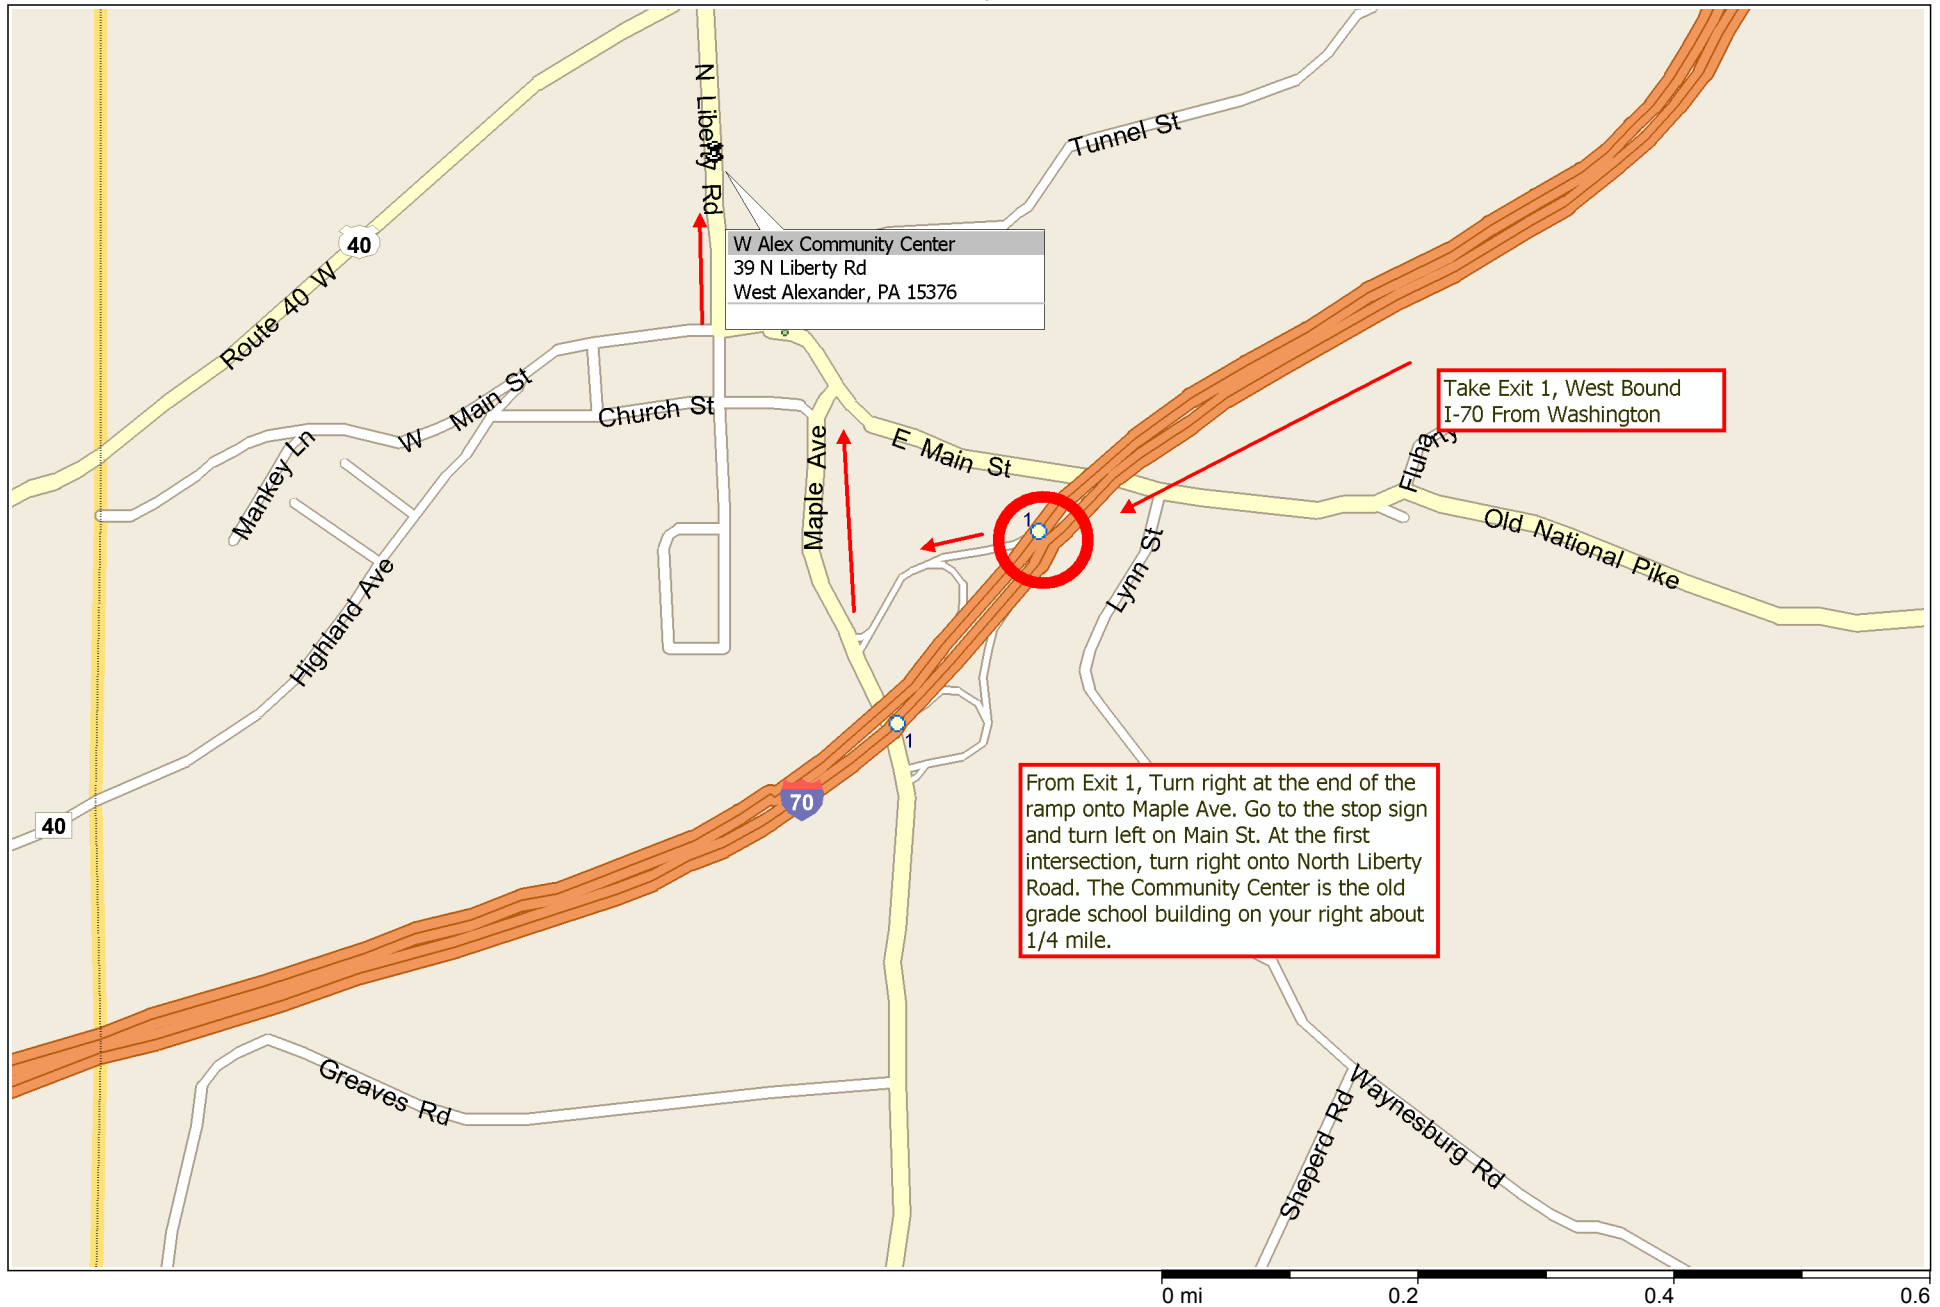 N Liberty Rd
39
Tunnel St
40
W Alex Community Center
39 N Liberty Rd
West Alexander, PA 15376
Route 40 W
Take Exit 1, West Bound
I-70 From Washington
W Main St
Church St
Mankey Ln
Maple Ave
E Main St
Old National Pike
1
Lynn St
Highland Ave
1
70
40
From Exit 1, Turn right at the end of the
ramp onto Maple Ave. Go to the stop sign
and turn left on Main St. At the first
intersection, turn right onto North Liberty
Road. The Community Center is the old
grade school building on your right about
1/4 mile.
Greaves Rd
Waynesburg Rd
Sheperd Rd
0 mi 0.2 0.4 0.6